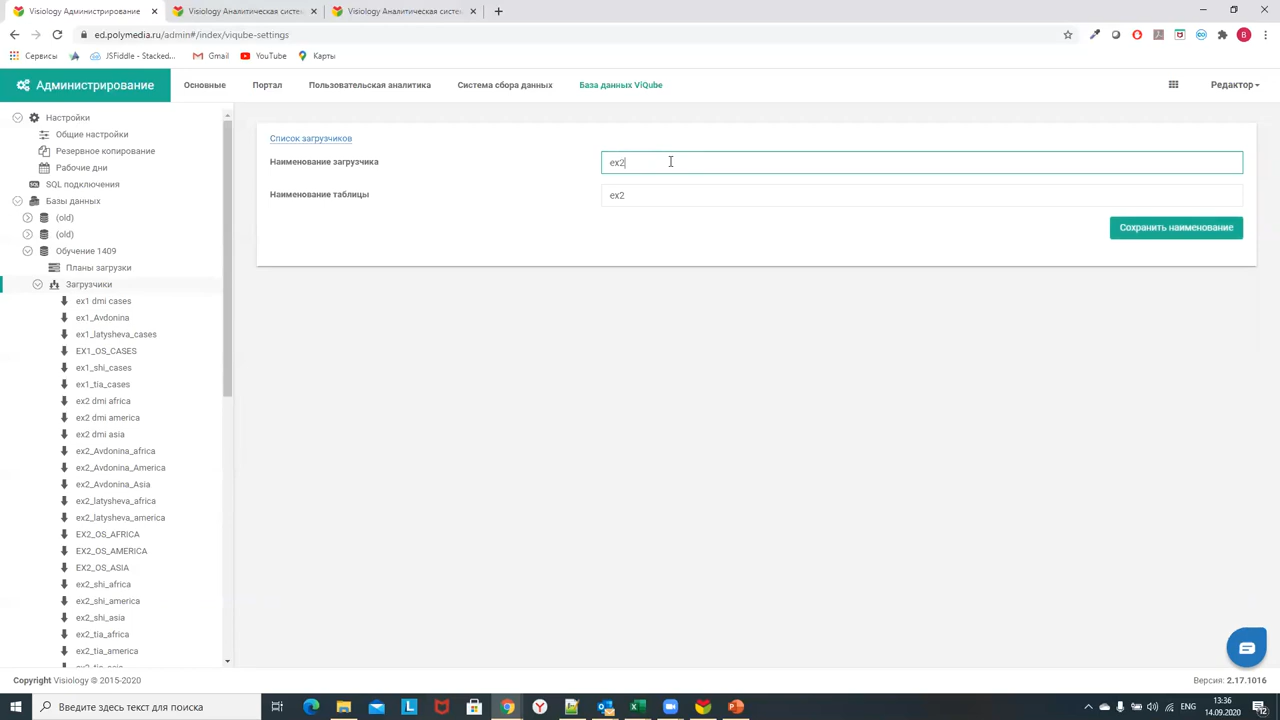 Visiology Администрирование
Visiology Аналитическая систем
Visiology Аналитическая систем
ed.polymedia.ru/admin#/index/viqube-settings
B
Сервисы
JSFiddle - Stacked...
Gmail
YouTube
Карты
Администрирование
Основные
Портал
Пользовательская аналитика
Система сбора данных
База данных ViQube
Редактор
Настройки
Общие настройки
Резервное копирование
Рабочие дни
SQL подключения
Базы данных
(old)
(old)
Обучение 1409
Планы загрузки
Загрузчики
ex1 dmi cases
ex1_Avdonina
ex1_latysheva_cases
EX1_OS_CASES
ex1_shi_cases
ex1_tia_cases
ex2 dmi africa
ex2 dmi america
ex2 dmi asia
ex2_Avdonina_africa
ex2_Avdonina_America
ex2_Avdonina_Asia
ex2_latysheva_africa
ex2_latysheva_america
EX2_OS_AFRICA
EX2_OS_AMERICA
EX2_OS_ASIA
ex2_shi_africa
ex2_shi_america
ex2_shi_asia
ex2_tia_africa
ex2_tia_america
Список загрузчиков
Наименование загрузчика
ex2
Наименование таблицы
ex2
Сохранить наименование
Copyright Visiology © 2015-2020
Версия: 2.17.1016
Введите здесь текст для поиска
ENG
13:36
14.09.2020